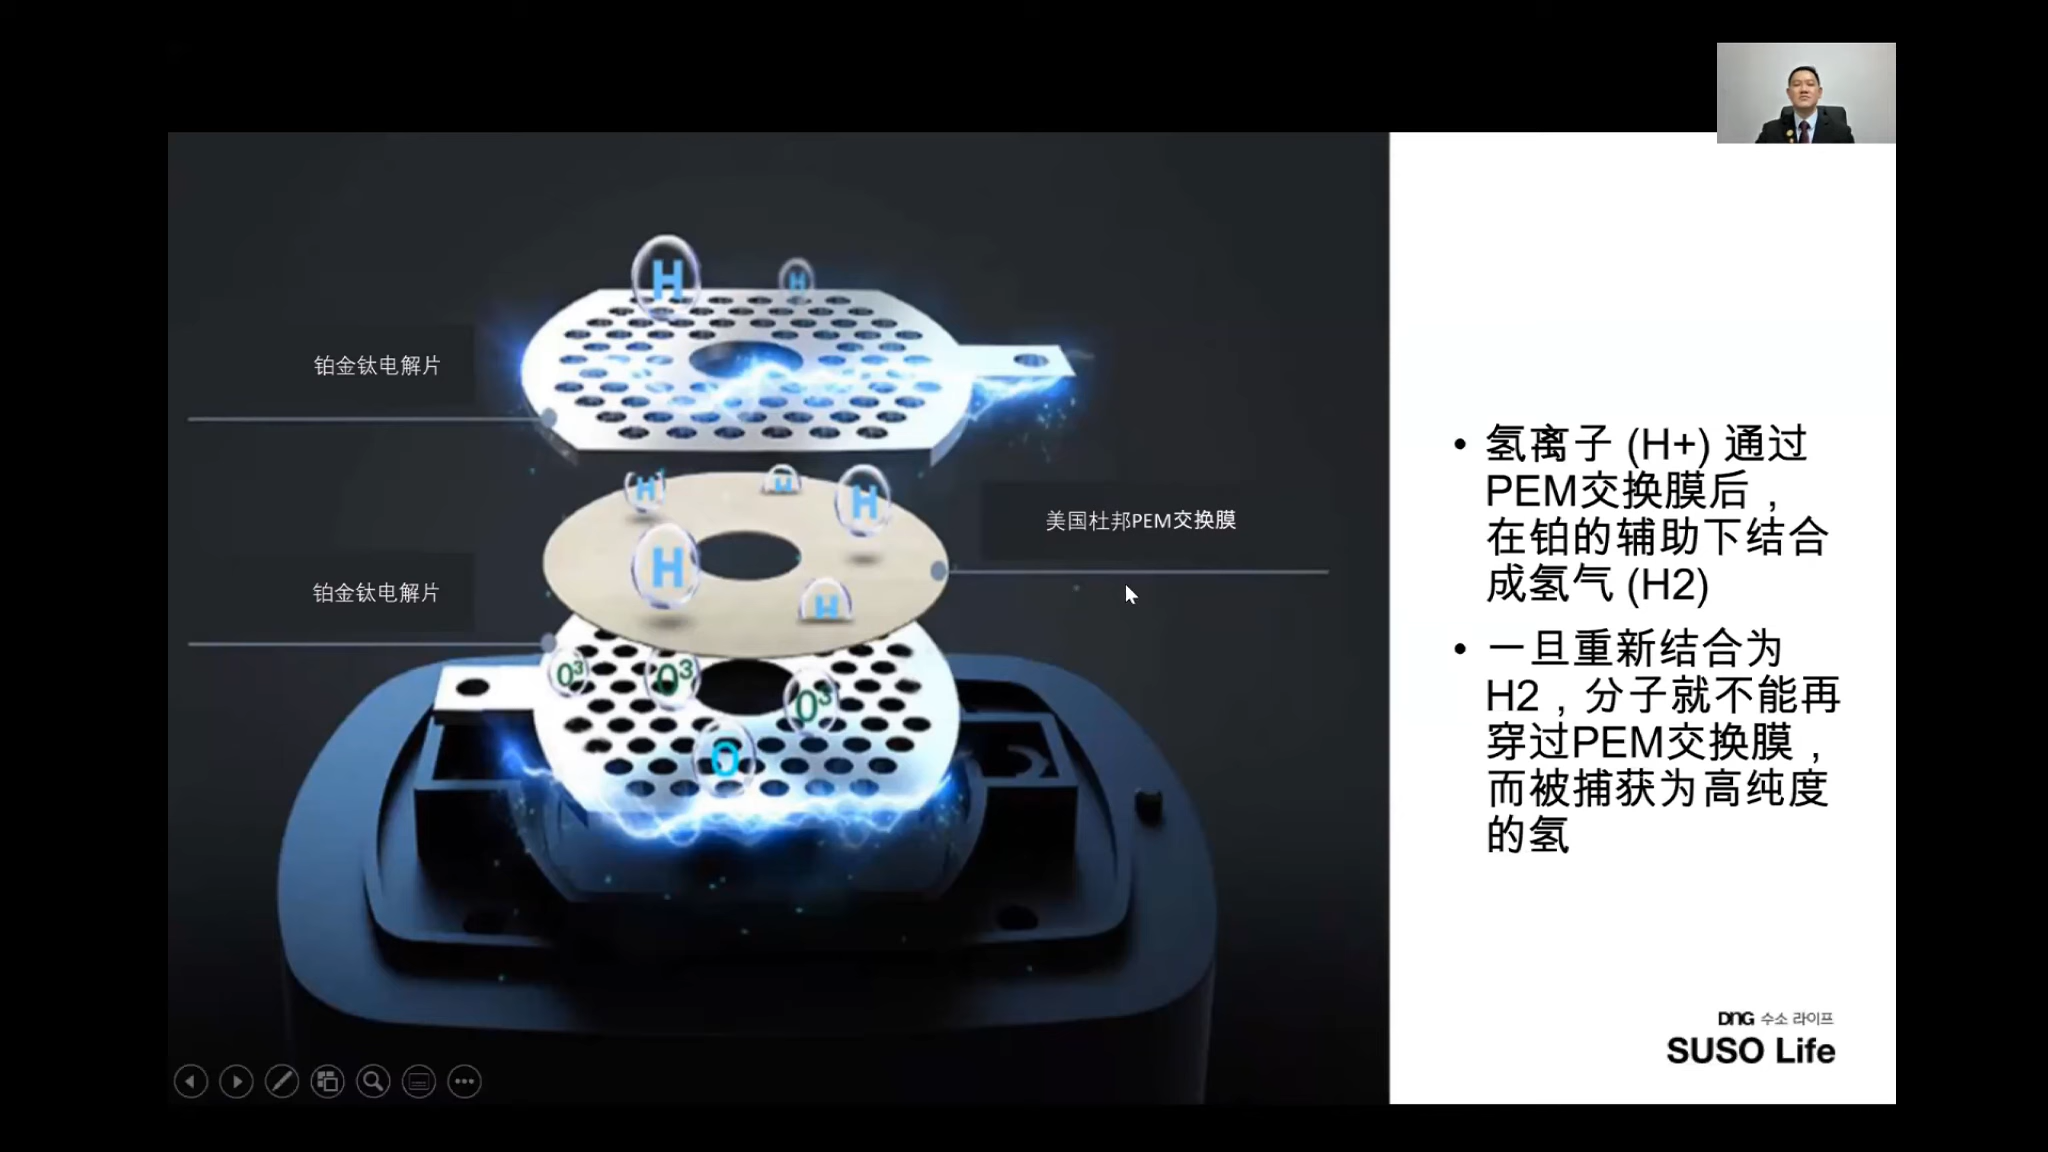 H
H
铂金钛电解片
H
H
H
美国杜邦PEM交换膜
H
H
铂金钛电解片
O³
O³
O³
O
• 氢离子 (H+) 通过
PEM交换膜后，
在铂的辅助下结合
成氢气 (H2)
• 一旦重新结合为
H2，分子就不能再
穿过PEM交换膜，
而被捕获为高纯度
的氢
DNG 수소 라이프
SUSO Life